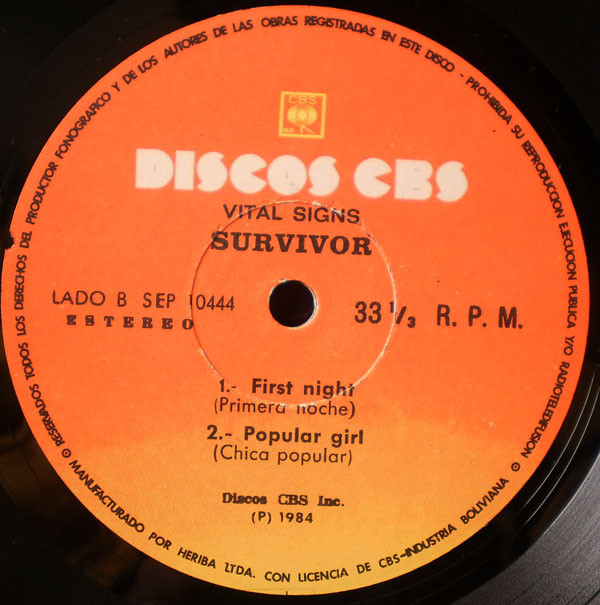 ® RESERVADOS TODOS LOS DERECHOS DEL PRODUCTOR FONOGRAFICO Y DE LOS AUTORES DE LAS OBRAS REGISTRADAS EN ESTE DISCO - PROHIBIDA SU REPRODUCCION EJECUCION PUBLICA Y/O RADIOTELEDIFUSION
CBS
DISCOS CBS
VITAL SIGNS
SURVIVOR
LADO B SEP 10444
33 1/3 R. P. M.
ESTEREO
1.- First night
(Primera noche)
2.- Popular girl
(Chica popular)
Discos CBS Inc.
(P) 1984
MANUFACTURADO POR HERIBA LTDA. CON LICENCIA DE CBS-INDUSTRIA BOLIVIANA